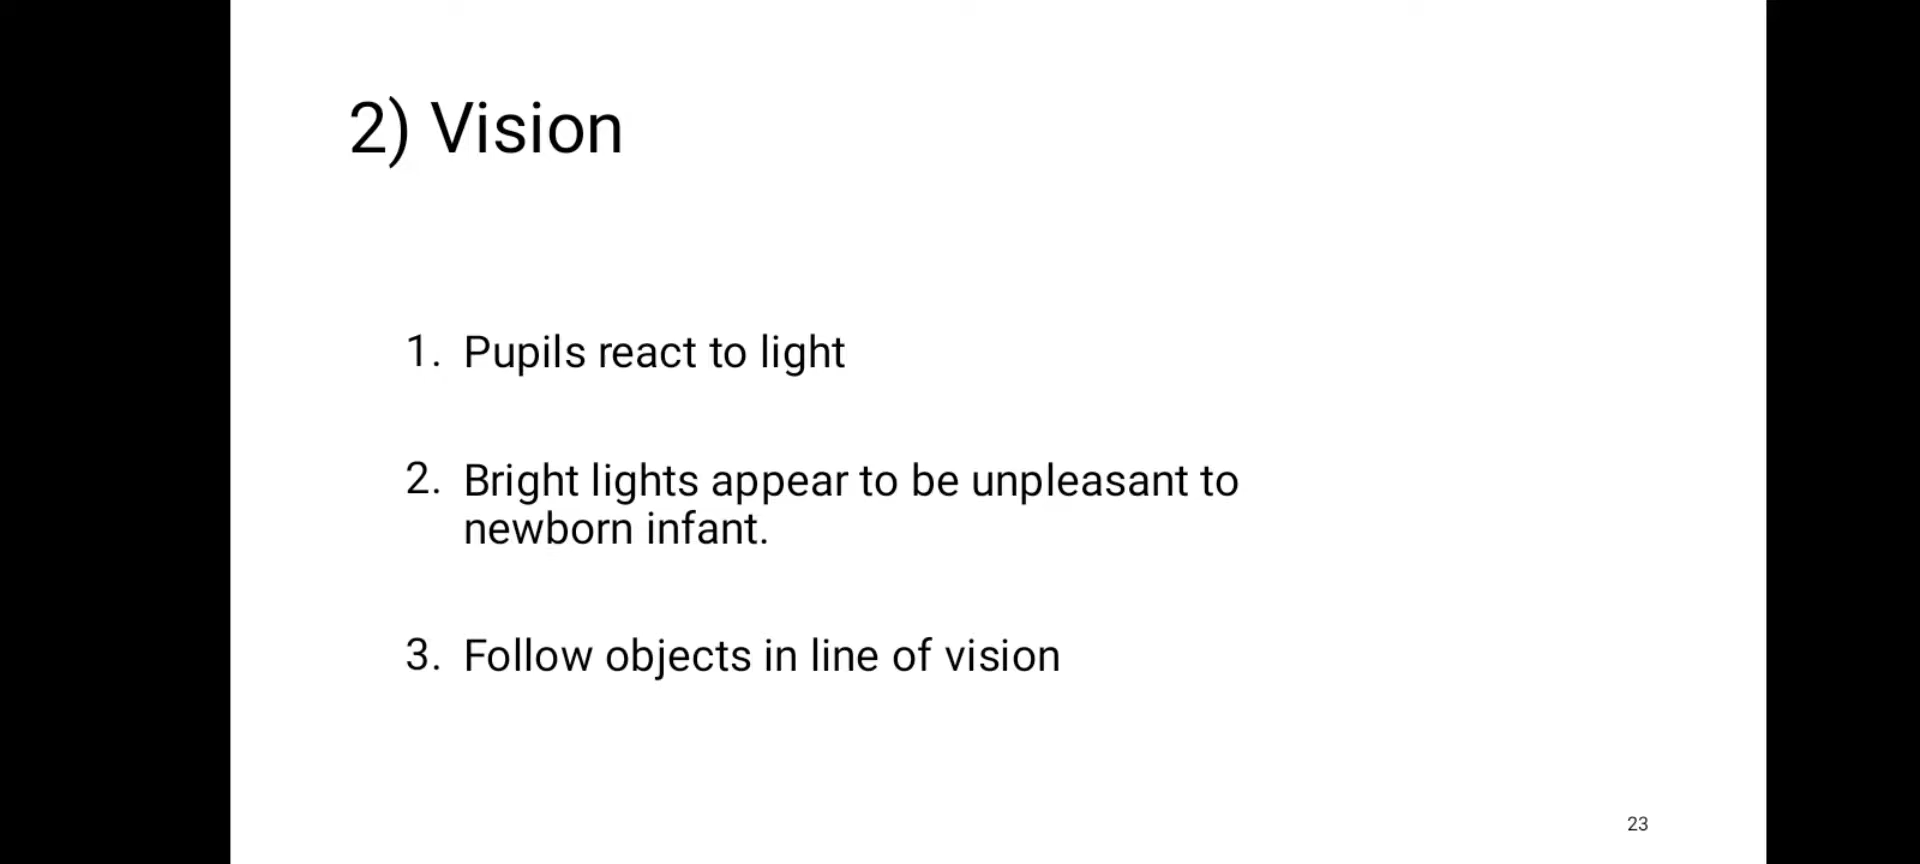 2) Vision
1. Pupils react to light
2. Bright lights appear to be unpleasant to
newborn infant.
3. Follow objects in line of vision
23